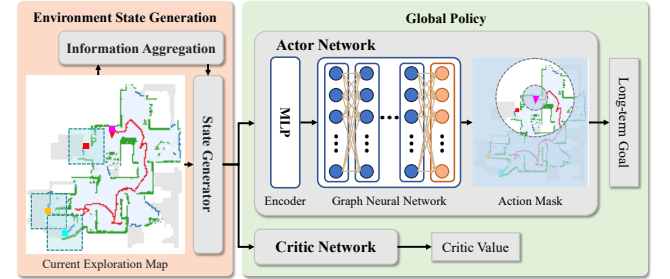 Environment State Generation
Global Policy
Information Aggregation
State Generator
Current Exploration Map
Actor Network
MLP
Encoder
Graph Neural Network
Action Mask
Long-term Goal
Critic Network
Critic Value